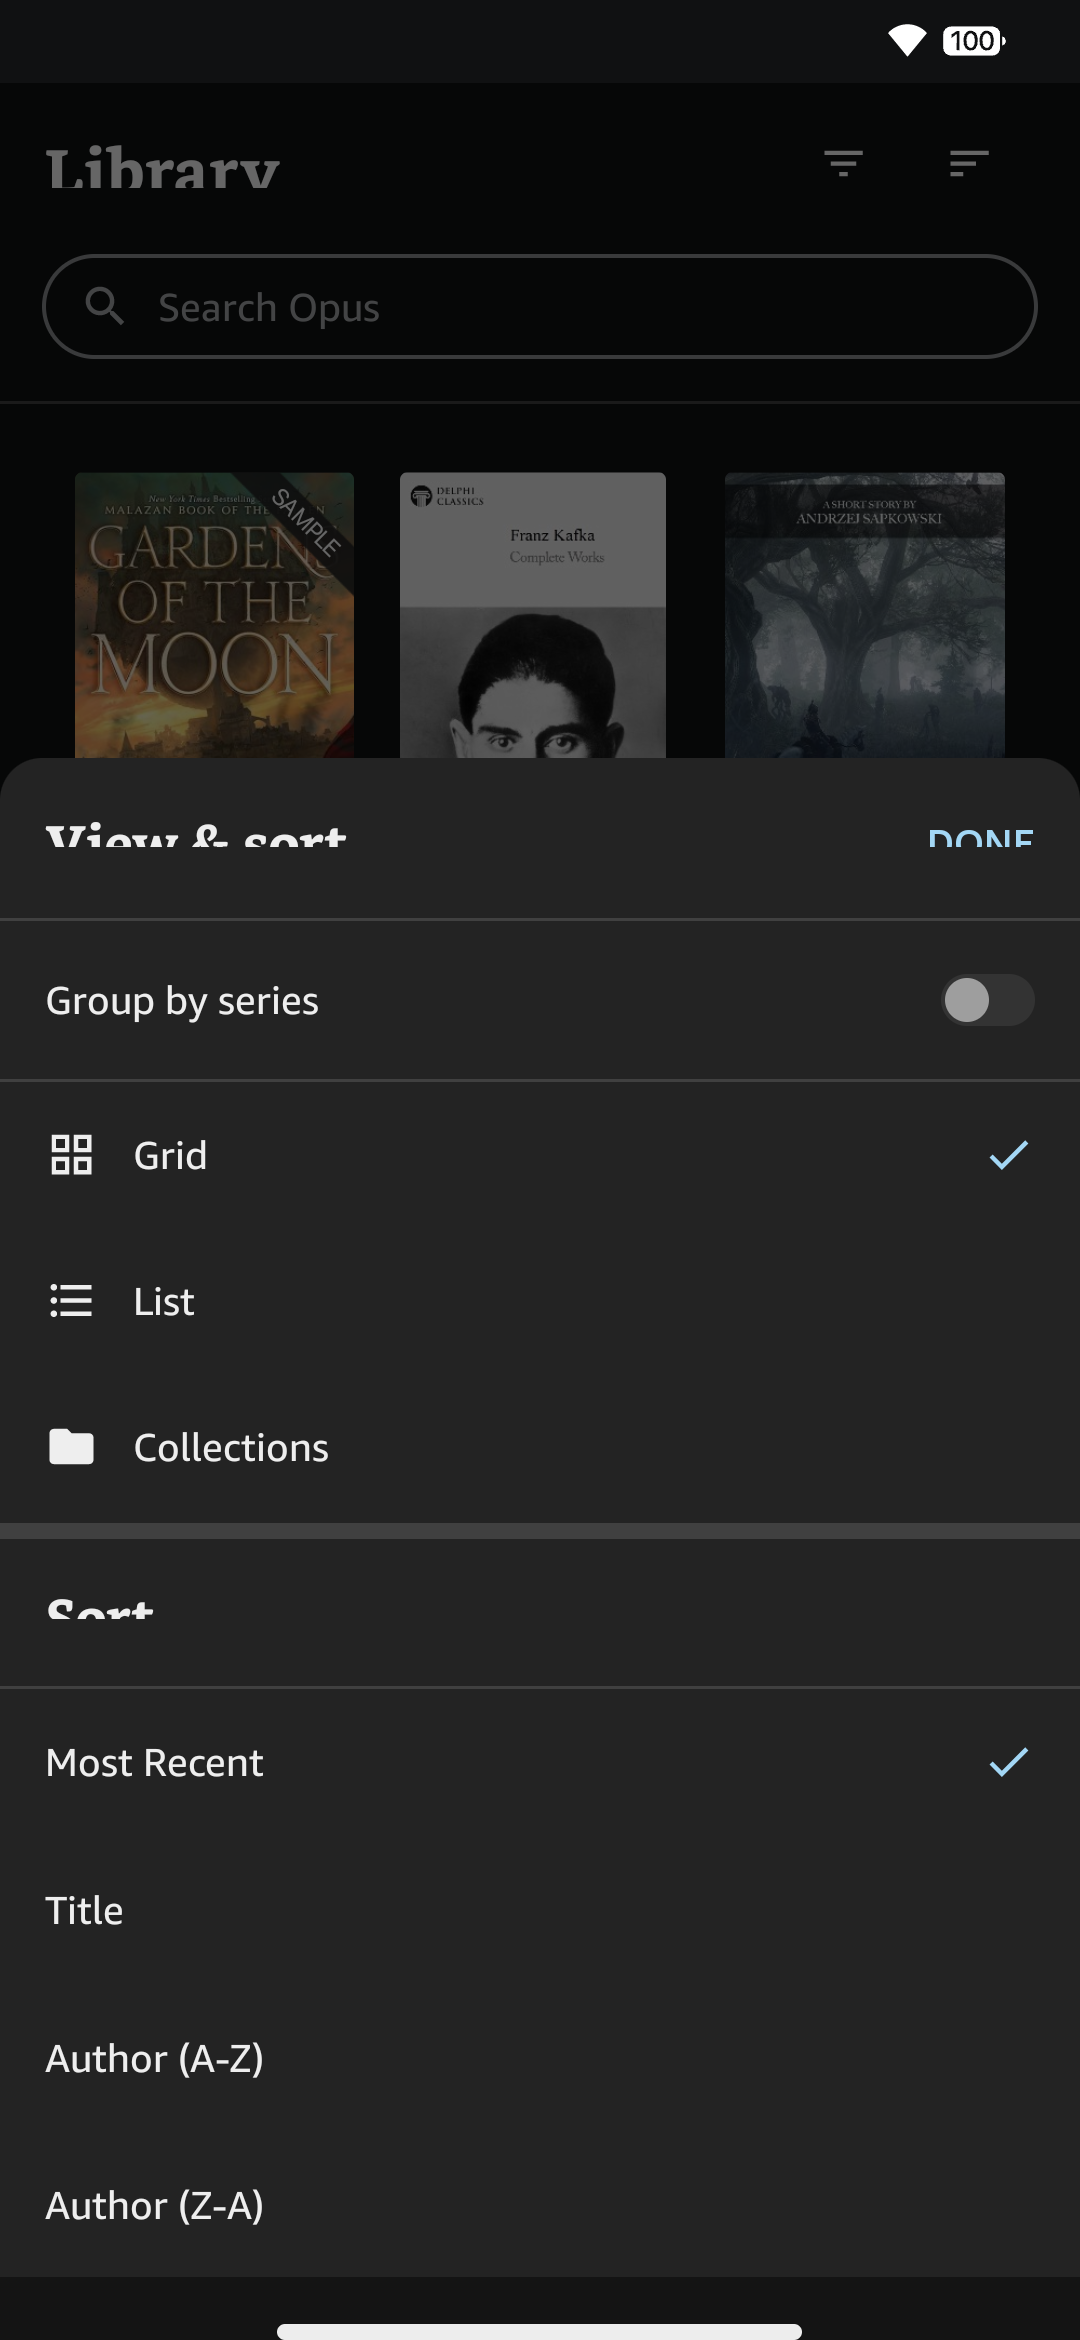 100
Library
Search Opus
New York Times Bestselling
MALAZAN BOOK OF THE
SAMPLE
GARDENS
OF THE
MOON
DELPHI
CLASSICS
Franz Kafka
Complete Works
A SHORT STORY BY
ANDRZEJ SAPKOWSKI
View & sort
DONE
Group by series
Grid
List
Collections
Sort
Most Recent
Title
Author (A-Z)
Author (Z-A)